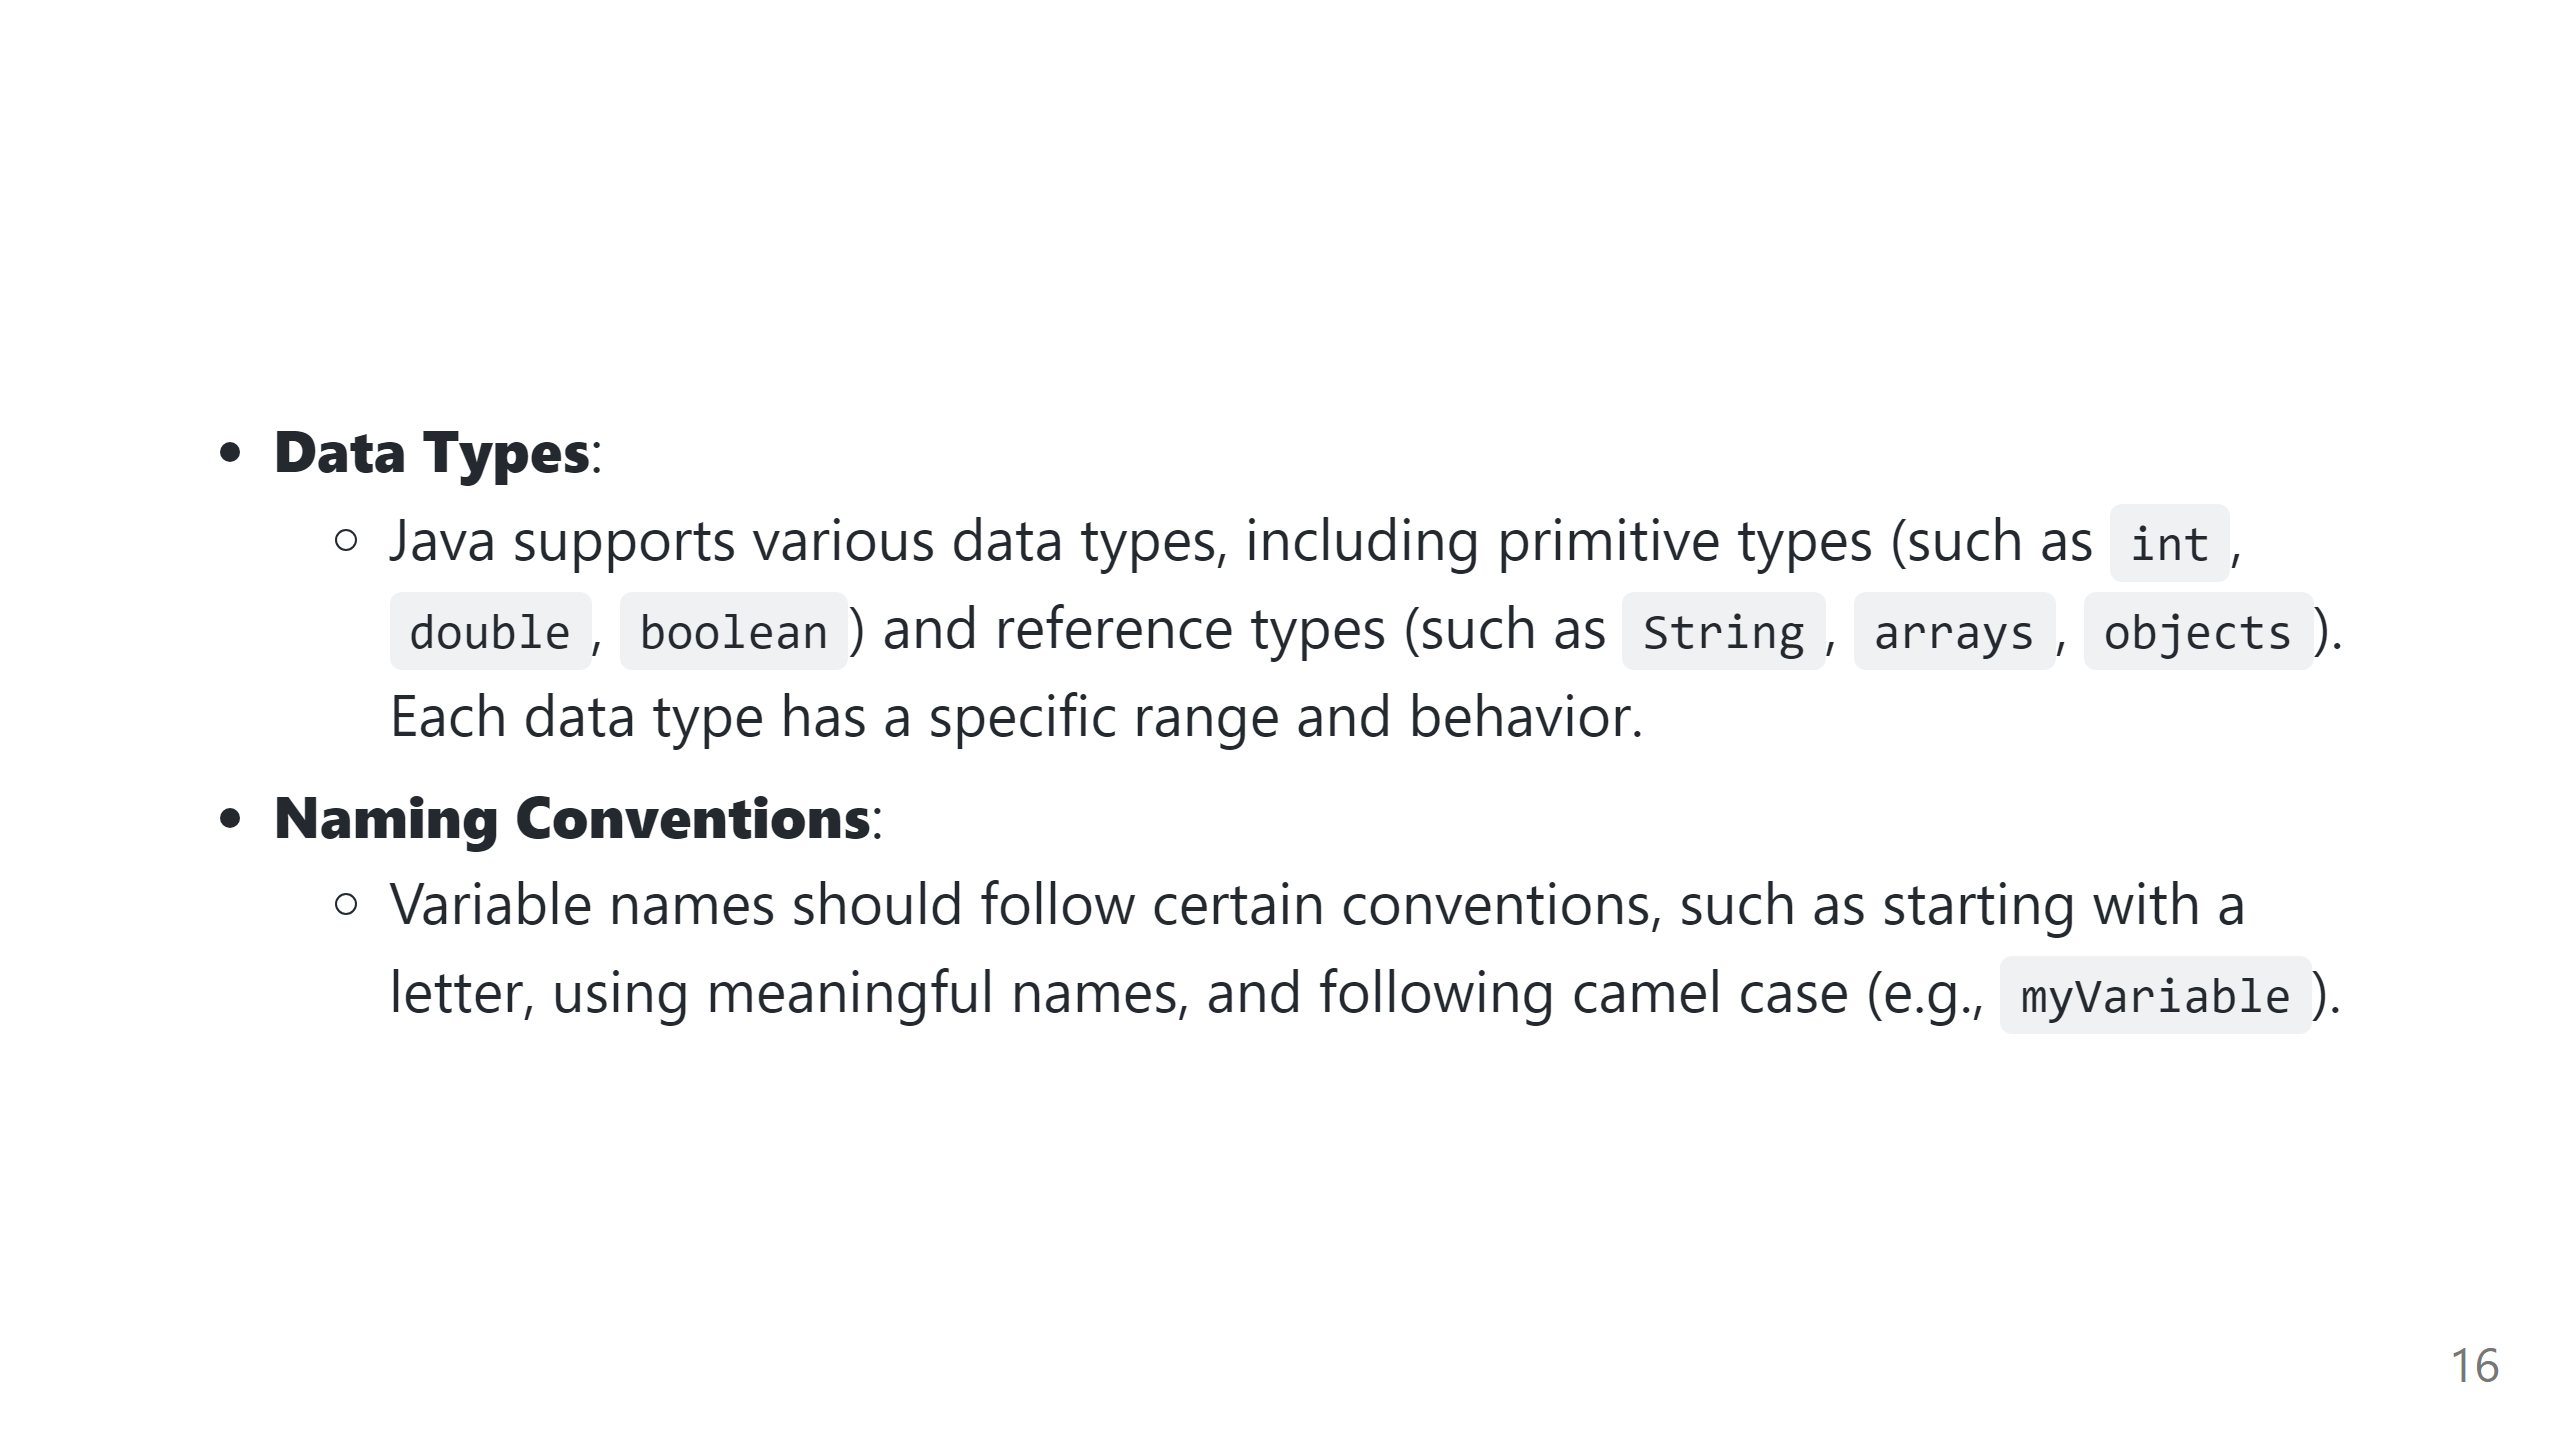 • Data Types:
○ Java supports various data types, including primitive types (such as int,
double, boolean) and reference types (such as String, arrays, objects).
Each data type has a specific range and behavior.
• Naming Conventions:
○ Variable names should follow certain conventions, such as starting with a
letter, using meaningful names, and following camel case (e.g., myVariable).
16